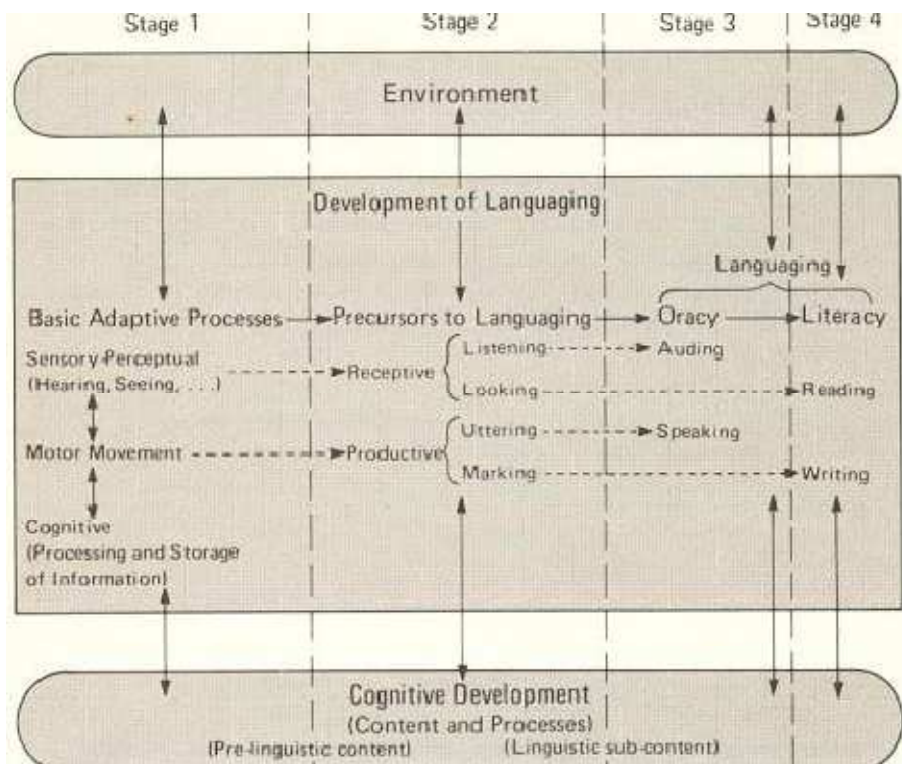 Stage 1 Stage 2 Stage 3 Stage 4
Environment
Development of Languaging
Languaging
Basic Adaptive Processes Precursors to Languaging Oracy Literacy
Sensory-Perceptual
(Hearing, Seeing, . . .)
Receptive
Listening Auding
Looking Reading
Motor Movement
Productive
Uttering Speaking
Marking Writing
Cognitive
(Processing and Storage
of Information)
Cognitive Development
(Content and Processes)
(Pre-linguistic content) (Linguistic sub-content)